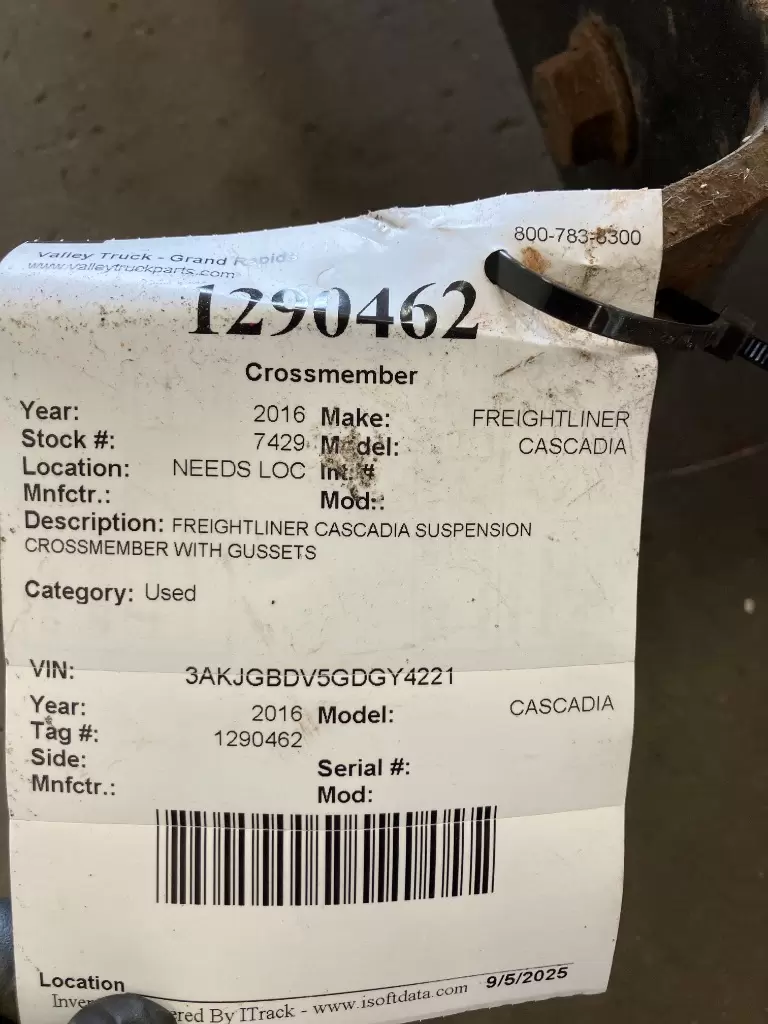 Valley Truck - Grand Rapids 800-783-8300
www.valleytruckparts.com
1290462
Crossmember
Year: 2016 Make: FREIGHTLINER
Stock #: 7429 Model: CASCADIA
Location: NEEDS LOC Int. #
Mnfctr.: Mod.:
Description: FREIGHTLINER CASCADIA SUSPENSION
CROSSMEMBER WITH GUSSETS
Category: Used
VIN: 3AKJGBDV5GDGY4221
Year: 2016 Model: CASCADIA
Tag #: 1290462
Side: Serial #:
Mnfctr.: Mod:
Location 9/5/2025
By ITrack - www.isoftdata.com